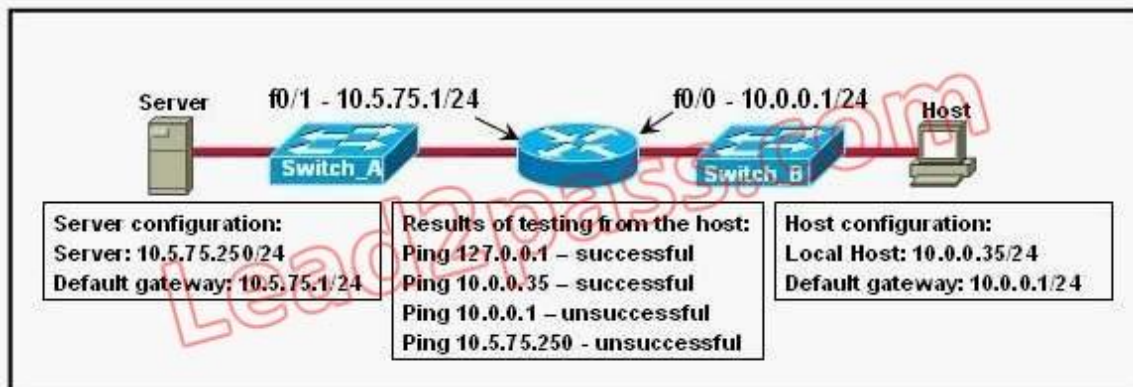 Server
f0/1 - 10.5.75.1/24
f0/0 - 10.0.0.1/24
Host
Switch_A
Switch_B
Server configuration:
Server: 10.5.75.250/24
Default gateway: 10.5.75.1/24
Results of testing from the host:
Ping 127.0.0.1 – successful
Ping 10.0.0.35 – successful
Ping 10.0.0.1 – unsuccessful
Ping 10.5.75.250 - unsuccessful
Host configuration:
Local Host: 10.0.0.35/24
Default gateway: 10.0.0.1/24
Lead2pass.com